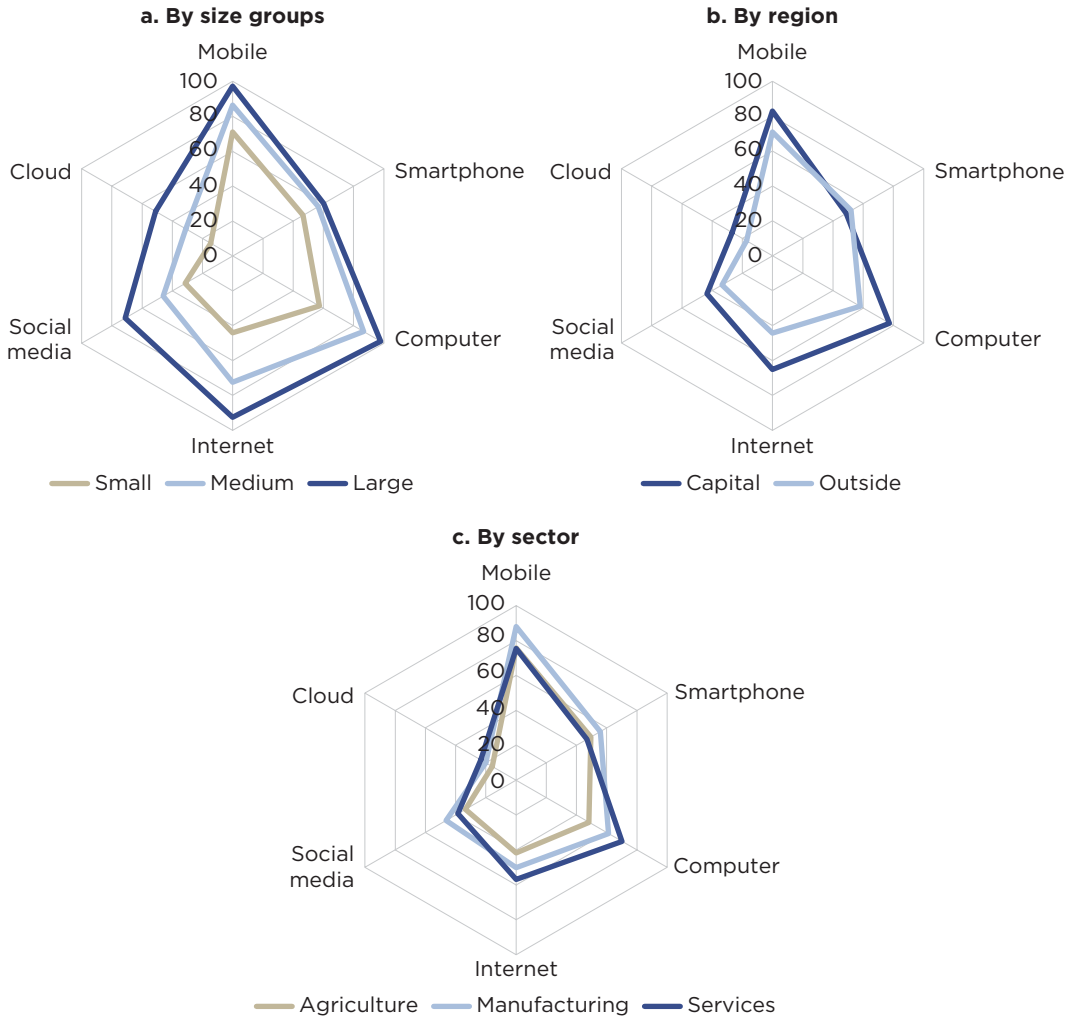 a. By size groups
Mobile
100
80
60
40
20
0
Cloud
Smartphone
Social
media
Computer
Internet
Small Medium Large
b. By region
Mobile
100
80
60
40
20
0
Cloud
Smartphone
Social
media
Computer
Internet
Capital Outside
c. By sector
Mobile
100
80
60
40
20
0
Cloud
Smartphone
Social
media
Computer
Internet
Agriculture Manufacturing Services